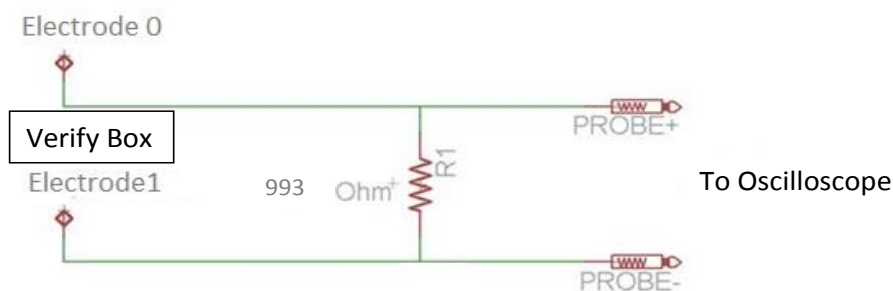 Electrode 0
PROBE+
Verify Box
R1
Electrode1
993
Ohm+
To Oscilloscope
PROBE-